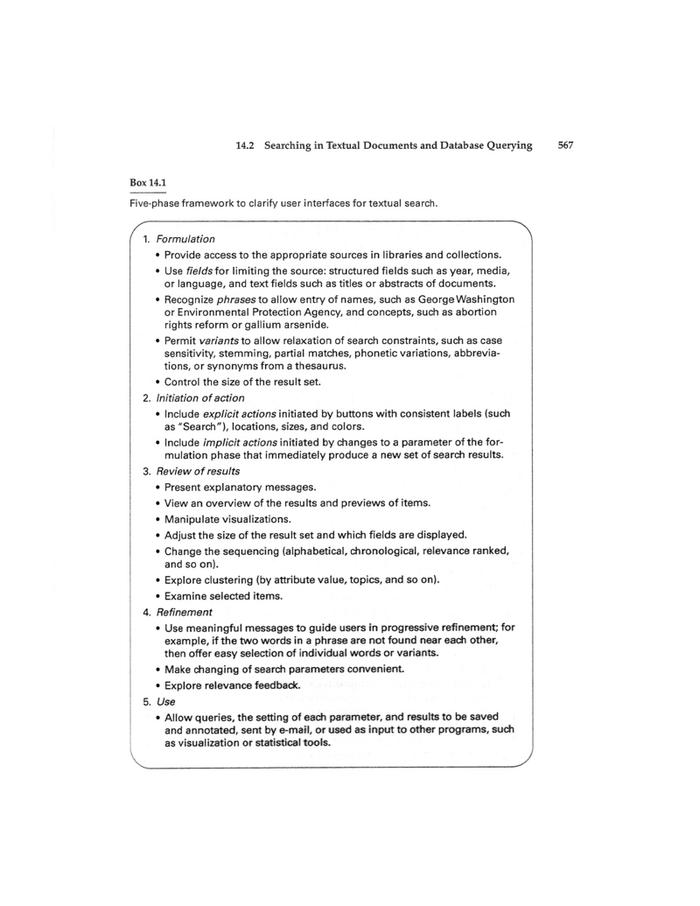 14.2 Searching in Textual Documents and Database Querying 567
Box 14.1
Five-phase framework to clarify user interfaces for textual search.
1. Formulation
• Provide access to the appropriate sources in libraries and collections.
• Use fields for limiting the source: structured fields such as year, media,
or language, and text fields such as titles or abstracts of documents.
• Recognize phrases to allow entry of names, such as George Washington
or Environmental Protection Agency, and concepts, such as abortion
rights reform or gallium arsenide.
• Permit variants to allow relaxation of search constraints, such as case
sensitivity, stemming, partial matches, phonetic variations, abbrevia-
tions, or synonyms from a thesaurus.
• Control the size of the result set.
2. Initiation of action
• Include explicit actions initiated by buttons with consistent labels (such
as "Search"), locations, sizes, and colors.
• Include implicit actions initiated by changes to a parameter of the for-
mulation phase that immediately produce a new set of search results.
3. Review of results
• Present explanatory messages.
• View an overview of the results and previews of items.
• Manipulate visualizations.
• Adjust the size of the result set and which fields are displayed.
• Change the sequencing (alphabetical, chronological, relevance ranked,
and so on).
• Explore clustering (by attribute value, topics, and so on).
• Examine selected items.
4. Refinement
• Use meaningful messages to guide users in progressive refinement; for
example, if the two words in a phrase are not found near each other,
then offer easy selection of individual words or variants.
• Make changing of search parameters convenient.
• Explore relevance feedback.
5. Use
• Allow queries, the setting of each parameter, and results to be saved
and annotated, sent by e-mail, or used as input to other programs, such
as visualization or statistical tools.